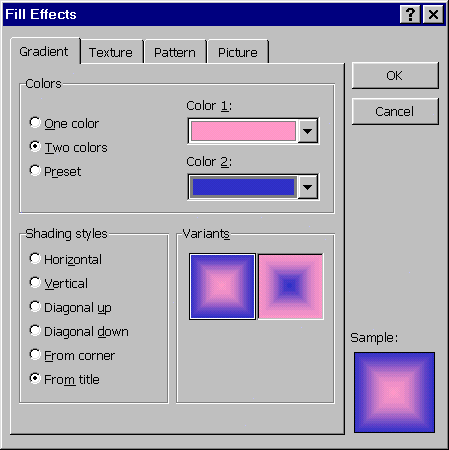 Fill Effects
Gradient Texture Pattern Picture
OK
Cancel
Colors
One color
Two colors
Preset
Color 1:
Color 2:
Shading styles
Horizontal
Vertical
Diagonal up
Diagonal down
From corner
From title
Variants
Sample: